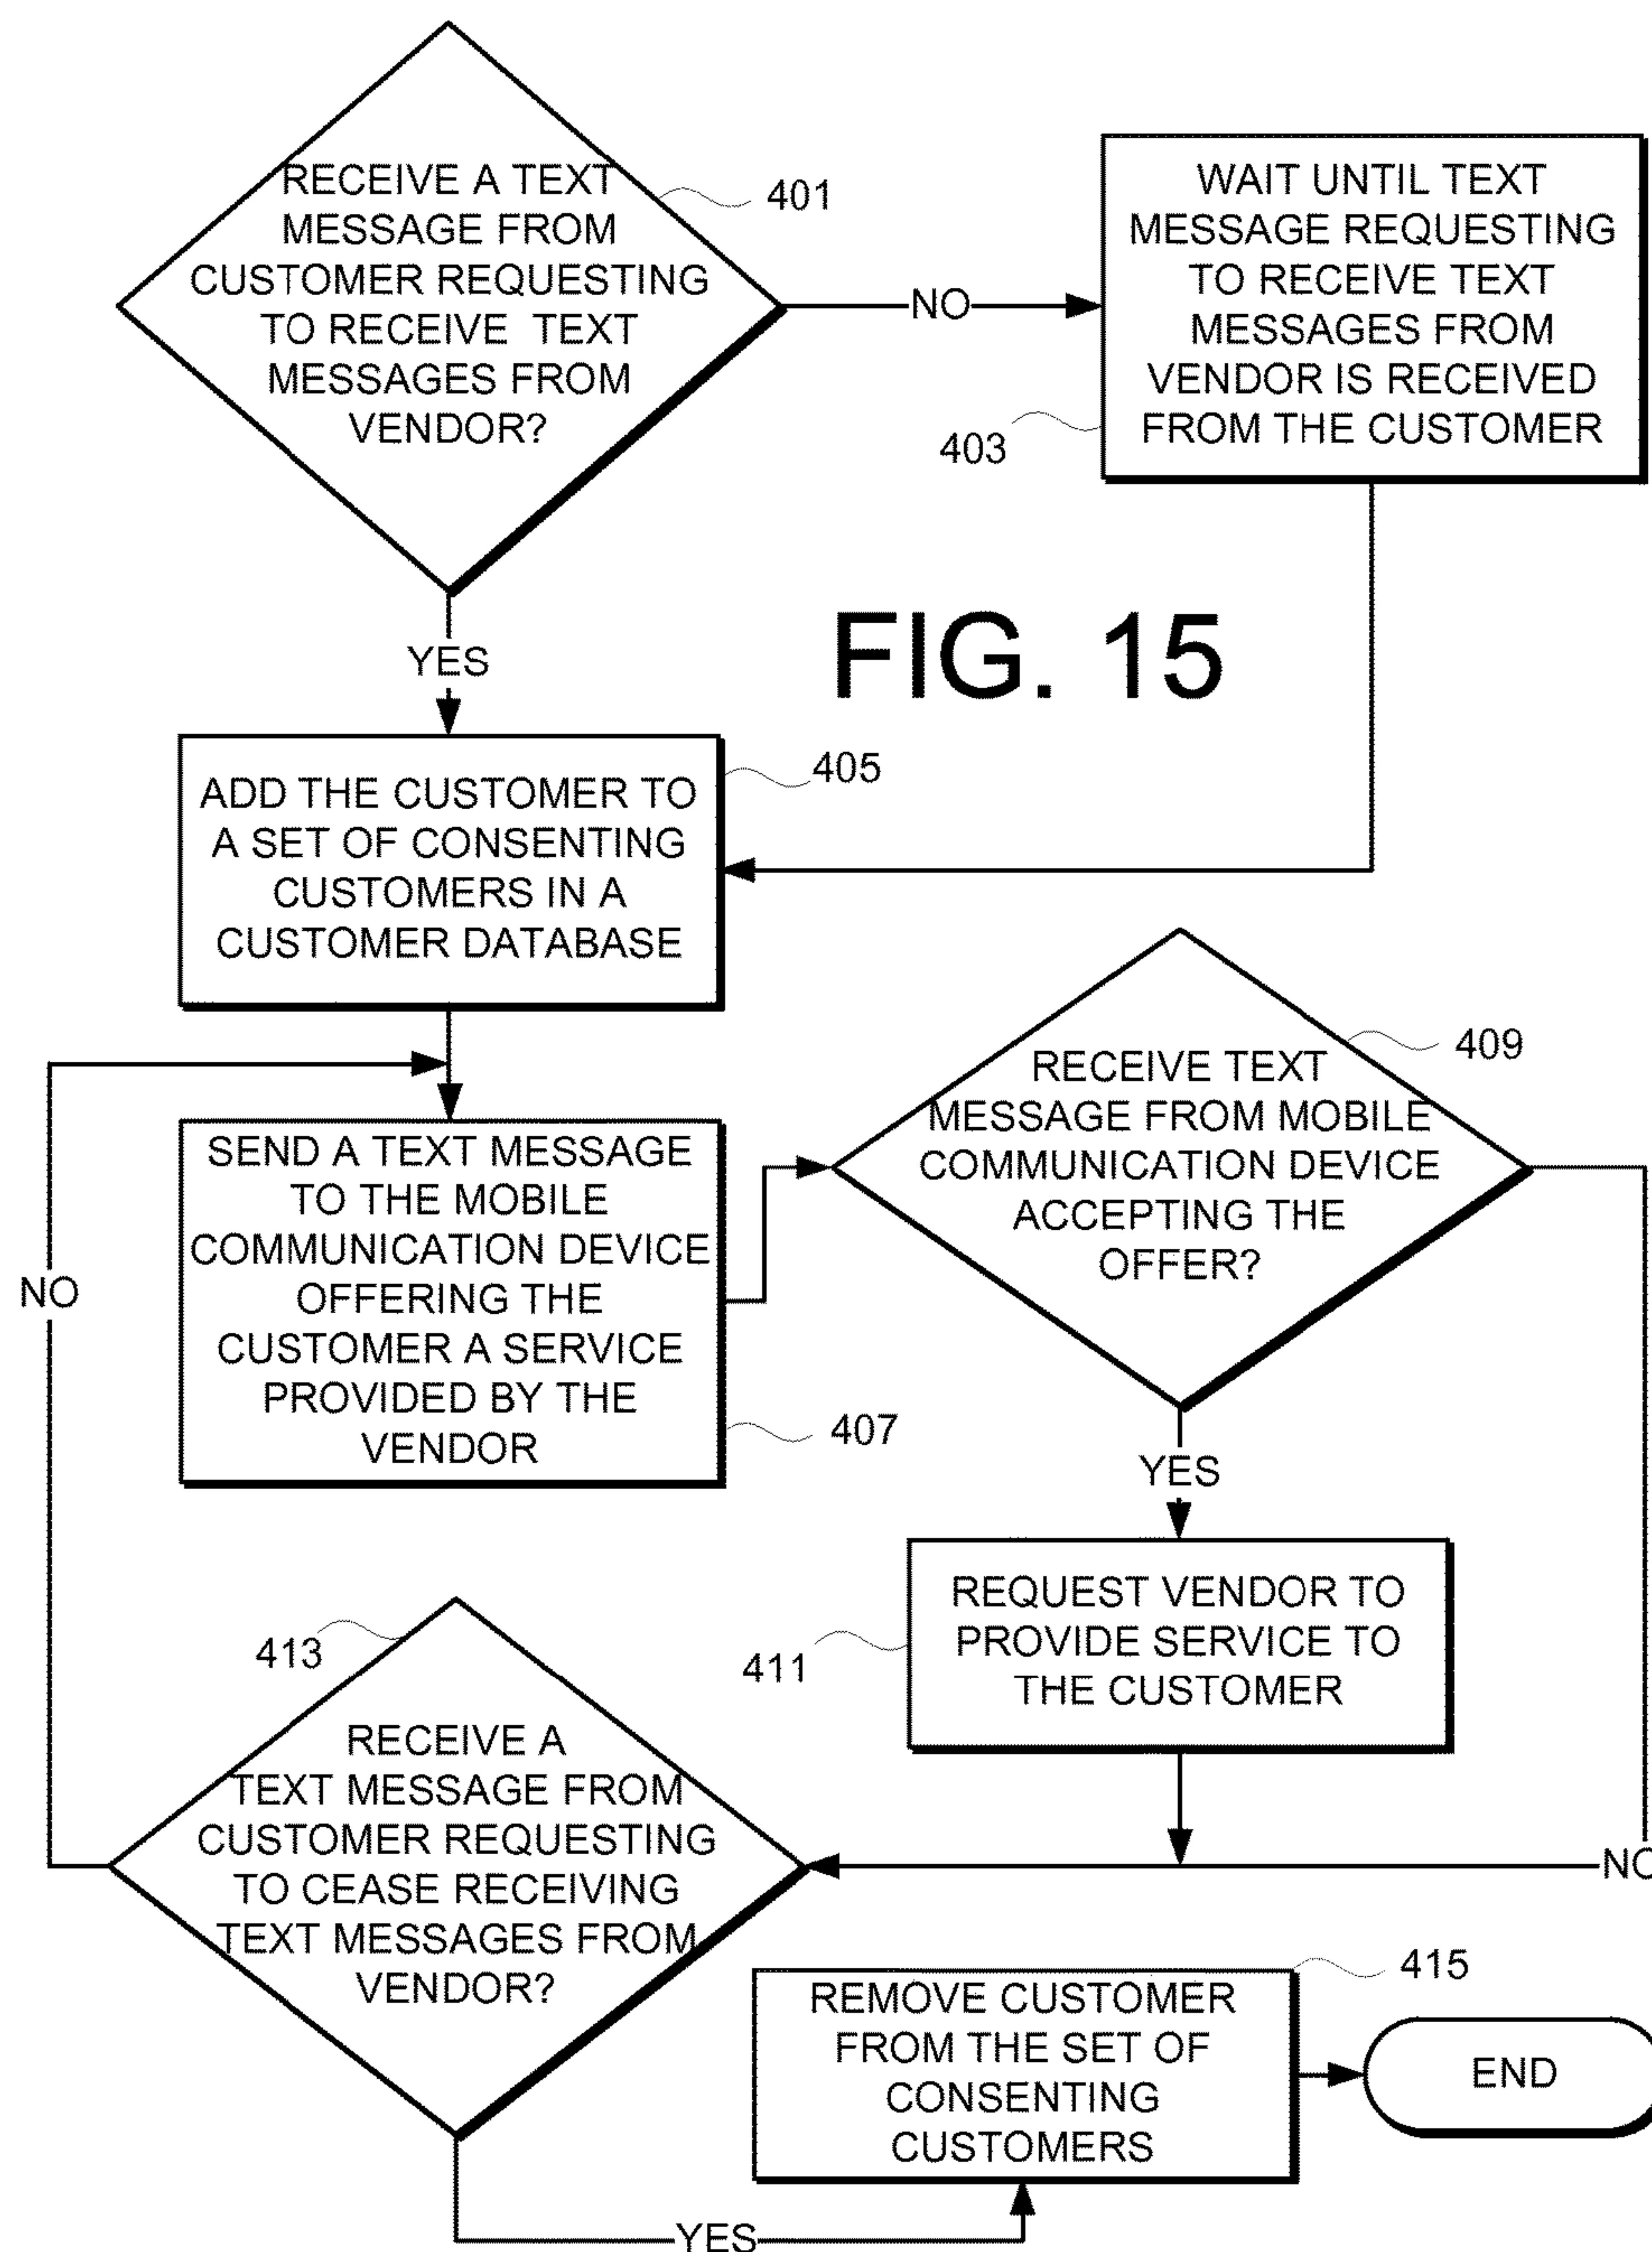 RECEIVE A TEXT
MESSAGE FROM
CUSTOMER REQUESTING
TO RECEIVE TEXT
MESSAGES FROM
VENDOR?
401
NO
WAIT UNTIL TEXT
MESSAGE REQUESTING
TO RECEIVE TEXT
MESSAGES FROM
VENDOR IS RECEIVED
FROM THE CUSTOMER
403
YES
FIG. 15
ADD THE CUSTOMER TO
A SET OF CONSENTING
CUSTOMERS IN A
CUSTOMER DATABASE
405
SEND A TEXT MESSAGE
TO THE MOBILE
COMMUNICATION DEVICE
OFFERING THE
CUSTOMER A SERVICE
PROVIDED BY THE
VENDOR
407
RECEIVE TEXT
MESSAGE FROM MOBILE
COMMUNICATION DEVICE
ACCEPTING THE
OFFER?
409
NO
YES
REQUEST VENDOR TO
PROVIDE SERVICE TO
THE CUSTOMER
411
NO
RECEIVE A
TEXT MESSAGE FROM
CUSTOMER REQUESTING
TO CEASE RECEIVING
TEXT MESSAGES FROM
VENDOR?
413
REMOVE CUSTOMER
FROM THE SET OF
CONSENTING
CUSTOMERS
415
END
YES